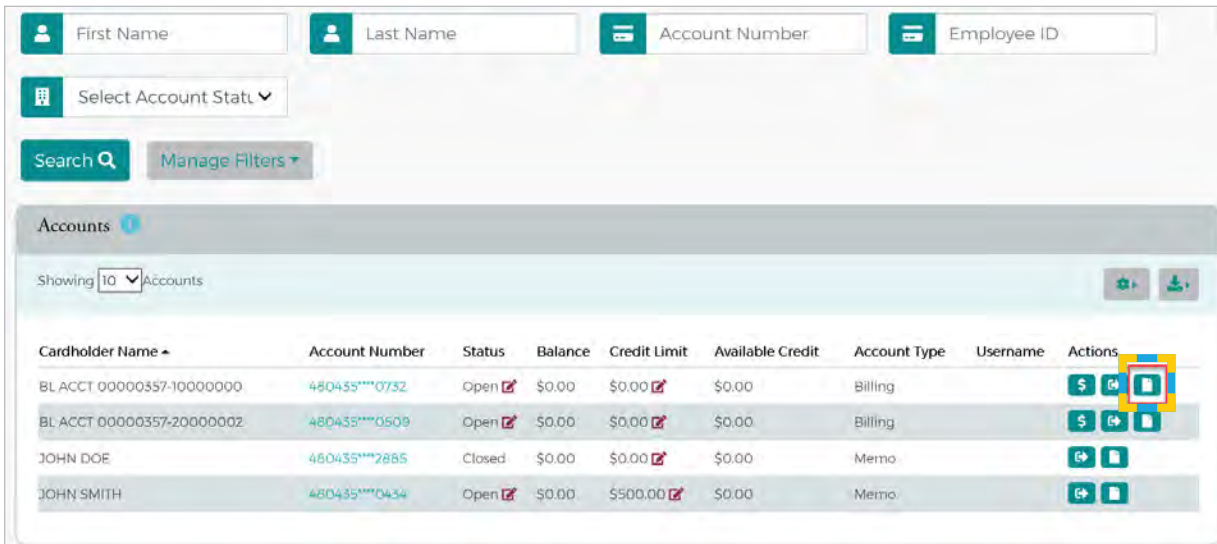 First Name Last Name Account Number Employee ID
Select Account Statu
Search Manage Filters
Accounts
Showing 10 Accounts
Cardholder Name Account Number Status Balance Credit Limit Available Credit Account Type Username Actions
BL ACCT 00000357-10000000 480435****0732 Open $0.00 $0.00 $0.00 Billing $
BL ACCT 00000357-20000002 480435****0509 Open $0.00 $0.00 $0.00 Billing $
JOHN DOE 480435****2885 Closed $0.00 $0.00 $0.00 Memo
JOHN SMITH 480435****0434 Open $0.00 $500.00 $0.00 Memo